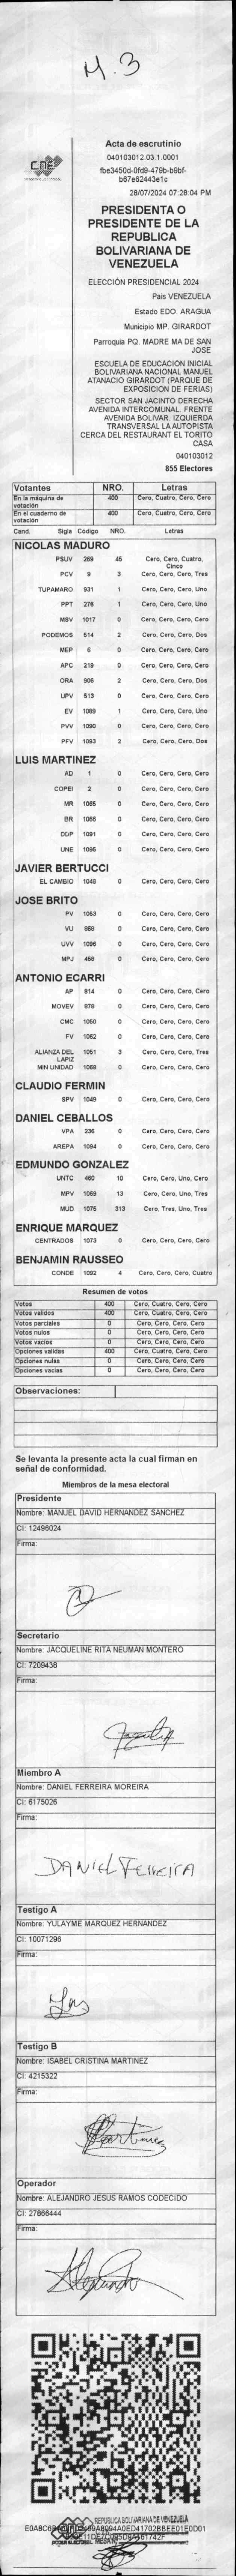 M.3
CNE
Acta de escrutinio
040103012.03.1.0001
fbe3450d-0fd9-479b-b9bf-
b67e62443e1c
28/07/2024 07:28:04 PM
PRESIDENTA O
PRESIDENTE DE LA
REPUBLICA
BOLIVARIANA DE
VENEZUELA
ELECCIÓN PRESIDENCIAL 2024
Pais VENEZUELA
Estado EDO. ARAGUA
Municipio MP. GIRARDOT
Parroquia PQ. MADRE MA DE SAN
JOSE
ESCUELA DE EDUCACION INICIAL
BOLIVARIANA NACIONAL MANUEL
ATANACIO GIRARDOT (PARQUE DE
EXPOSICION DE FERIAS)
SECTOR SAN JACINTO DERECHA
AVENIDA INTERCOMUNAL. FRENTE
AVENIDA BOLIVAR. IZQUIERDA
TRANSVERSAL LA AUTOPISTA
CERCA DEL RESTAURANT EL TORITO
CASA
040103012
855 Electores
Votantes NRO. Letras
En la máquina de
votación 400 Cero, Cuatro, Cero, Cero
En el cuaderno de
votación 400 Cero, Cuatro, Cero, Cero
Cand. Sigla Código NRO. Letras
NICOLAS MADURO
PSUV 269 45 Cero, Cero, Cuatro,
Cinco
PCV 9 3 Cero, Cero, Cero, Tres
TUPAMARO 931 1 Cero, Cero, Cero, Uno
PPT 276 1 Cero, Cero, Cero, Uno
MSV 1017 0 Cero, Cero, Cero, Cero
PODEMOS 514 2 Cero, Cero, Cero, Dos
MEP 6 0 Cero, Cero, Cero, Cero
APC 219 0 Cero, Cero, Cero, Cero
ORA 906 2 Cero, Cero, Cero, Dos
UPV 513 0 Cero, Cero, Cero, Cero
EV 1089 1 Cero, Cero, Cero, Uno
PVV 1090 0 Cero, Cero, Cero, Cero
PFV 1093 2 Cero, Cero, Cero, Dos
LUIS MARTINEZ
AD 1 0 Cero, Cero, Cero, Cero
COPEI 2 0 Cero, Cero, Cero, Cero
MR 1065 0 Cero, Cero, Cero, Cero
BR 1066 0 Cero, Cero, Cero, Cero
DDP 1091 0 Cero, Cero, Cero, Cero
UNE 1095 0 Cero, Cero, Cero, Cero
JAVIER BERTUCCI
EL CAMBIO 1048 0 Cero, Cero, Cero, Cero
JOSE BRITO
PV 1053 0 Cero, Cero, Cero, Cero
VU 958 0 Cero, Cero, Cero, Cero
UVV 1096 0 Cero, Cero, Cero, Cero
MPJ 458 0 Cero, Cero, Cero, Cero
ANTONIO ECARRI
AP 814 0 Cero, Cero, Cero, Cero
MOVEV 978 0 Cero, Cero, Cero, Cero
CMC 1050 0 Cero, Cero, Cero, Cero
FV 1052 0 Cero, Cero, Cero, Cero
ALIANZA DEL
LAPIZ 1051 3 Cero, Cero, Cero, Tres
MIN UNIDAD 1068 0 Cero, Cero, Cero, Cero
CLAUDIO FERMIN
SPV 1049 0 Cero, Cero, Cero, Cero
DANIEL CEBALLOS
VPA 236 0 Cero, Cero, Cero, Cero
AREPA 1094 0 Cero, Cero, Cero, Cero
EDMUNDO GONZALEZ
UNTC 460 10 Cero, Cero, Uno, Cero
MPV 1069 13 Cero, Cero, Uno, Tres
MUD 1075 313 Cero, Tres, Uno, Tres
ENRIQUE MARQUEZ
CENTRADOS 1073 0 Cero, Cero, Cero, Cero
BENJAMIN RAUSSEO
CONDE 1092 4 Cero, Cero, Cero, Cuatro
Resumen de votos
Votos 400 Cero, Cuatro, Cero, Cero
Votos validos 400 Cero, Cuatro, Cero, Cero
Votos parciales 0 Cero, Cero, Cero, Cero
Votos nulos 0 Cero, Cero, Cero, Cero
Votos vacios 0 Cero, Cero, Cero, Cero
Opciones validas 400 Cero, Cuatro, Cero, Cero
Opciones nulas 0 Cero, Cero, Cero, Cero
Opciones vacias 0 Cero, Cero, Cero, Cero
Observaciones:
Se levanta la presente acta la cual firman en
señal de conformidad.
Miembros de la mesa electoral
Presidente
Nombre: MANUEL DAVID HERNANDEZ SANCHEZ
CI: 12496024
Firma:
Secretario
Nombre: JACQUELINE RITA NEUMAN MONTERO
CI: 7209438
Firma:
Miembro A
Nombre: DANIEL FERREIRA MOREIRA
CI: 6175026
Firma:
DANIEL FERREIRA
Testigo A
Nombre: YULAYME MARQUEZ HERNANDEZ
CI: 10071296
Firma:
Testigo B
Nombre: ISABEL CRISTINA MARTINEZ
CI: 4215322
Firma:
Operador
Nombre: ALEJANDRO JESUS RAMOS CODECIDO
CI: 27866444
Firma:
REPÚBLICA BOLIVARIANA DE VENEZUELA